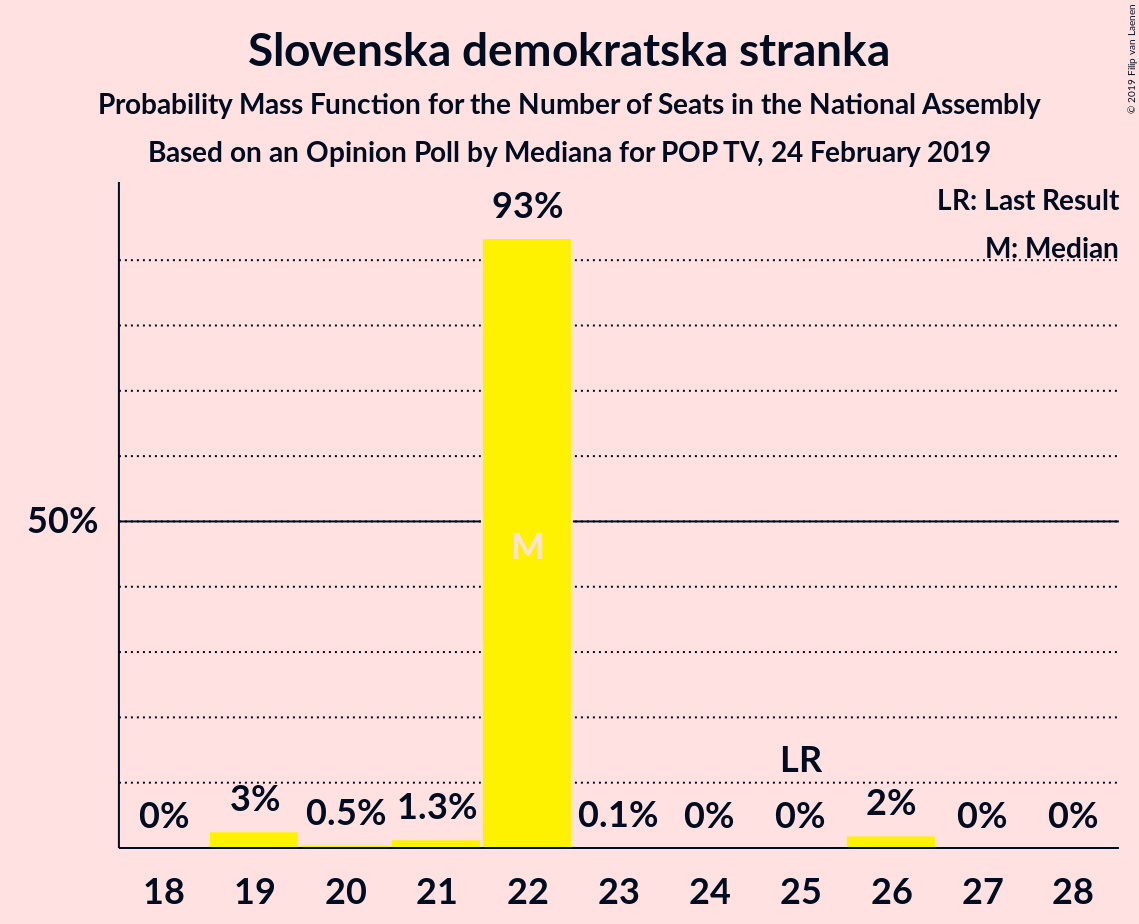 Slovenska demokratska stranka
Probability Mass Function for the Number of Seats in the National Assembly
Based on an Opinion Poll by Mediana for POP TV, 24 February 2019
© 2019 Filip van Laenen
LR: Last Result
M: Median
93%
50%
M
LR
0% 3% 0.5% 1.3% 0.1% 0% 0% 2% 0% 0%
18 19 20 21 22 23 24 25 26 27 28